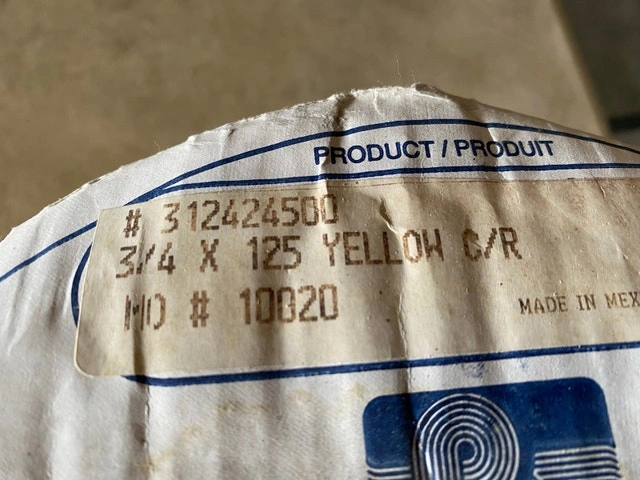 PRODUCT / PRODUIT
# 312424500
3/4 X 125 YELLOW C/R
MO # 10020
MADE IN MEX